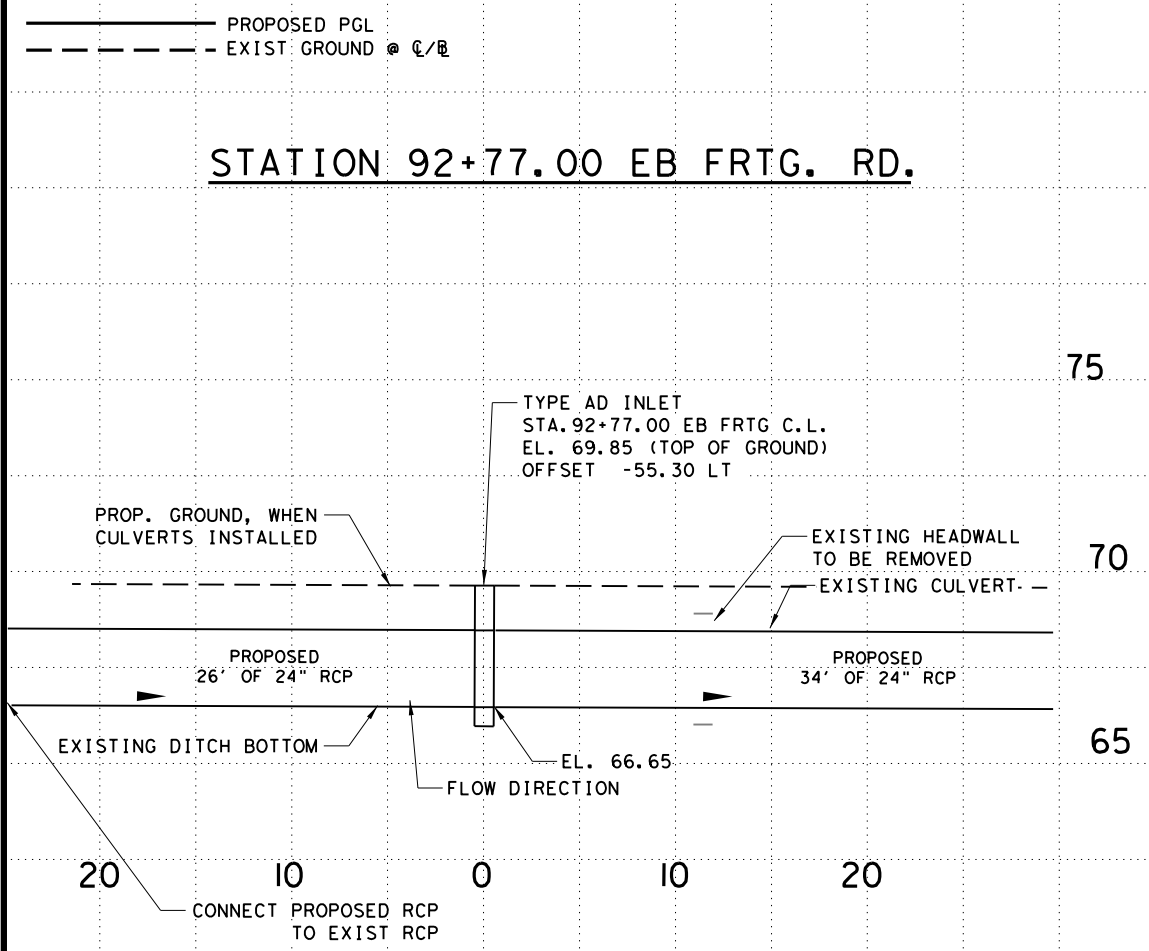 PROPOSED PGL
EXIST GROUND @ ℄/B̲L
STATION 92+77.00 EB FRTG. RD.
75
TYPE AD INLET
STA.92+77.00 EB FRTG C.L.
EL. 69.85 (TOP OF GROUND)
OFFSET -55.30 LT
PROP. GROUND, WHEN
CULVERTS INSTALLED
EXISTING HEADWALL
TO BE REMOVED
70
EXISTING CULVERT
PROPOSED
26' OF 24" RCP
PROPOSED
34' OF 24" RCP
EXISTING DITCH BOTTOM
65
EL. 66.65
FLOW DIRECTION
20 10 0 10 20
CONNECT PROPOSED RCP
TO EXIST RCP